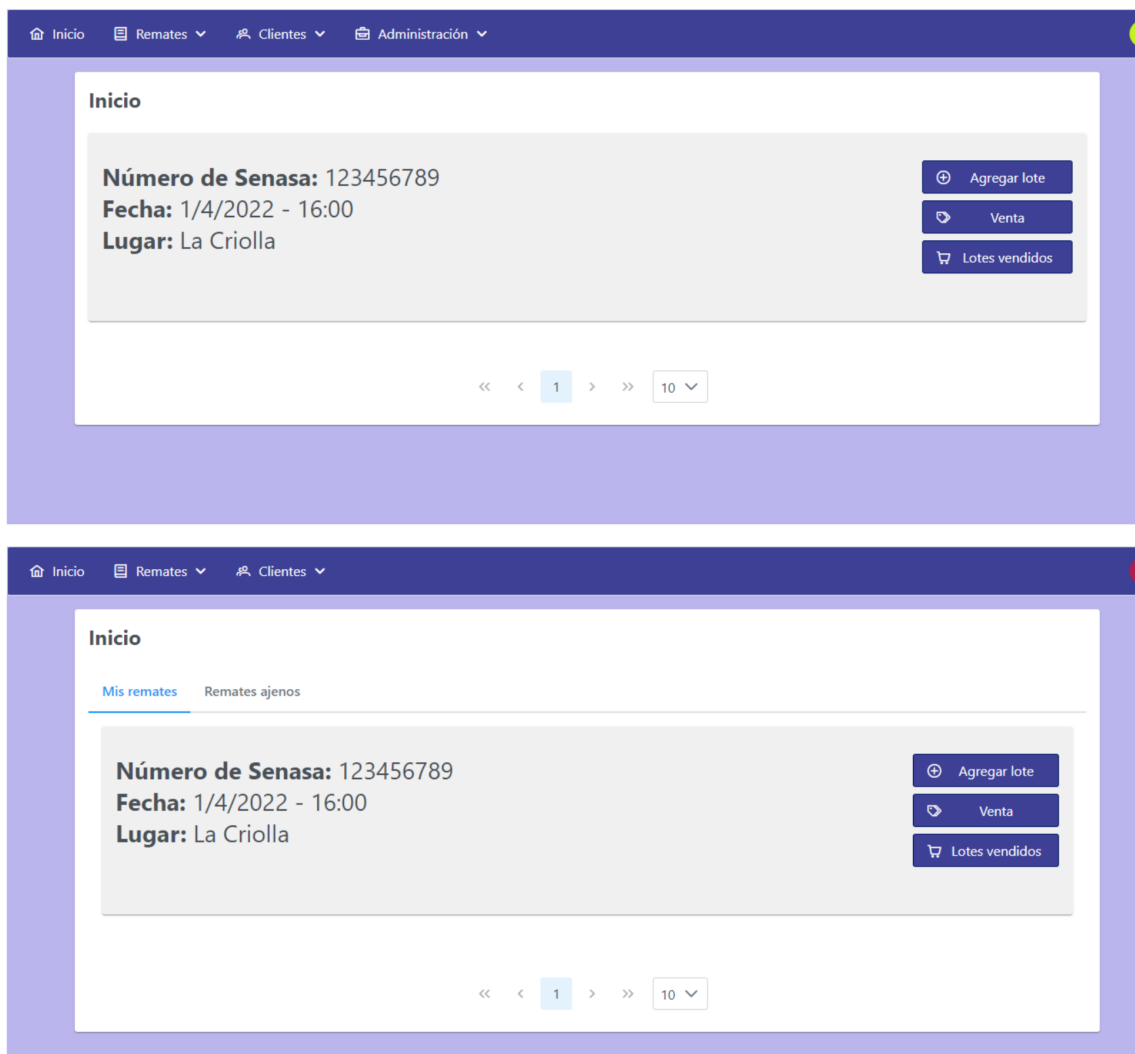 Inicio Remates Clientes Administración
Inicio
Número de Senasa: 123456789
Fecha: 1/4/2022 - 16:00
Lugar: La Criolla
Agregar lote
Venta
Lotes vendidos
1 10
Inicio Remates Clientes
Inicio
Mis remates Remates ajenos
Número de Senasa: 123456789
Fecha: 1/4/2022 - 16:00
Lugar: La Criolla
Agregar lote
Venta
Lotes vendidos
1 10